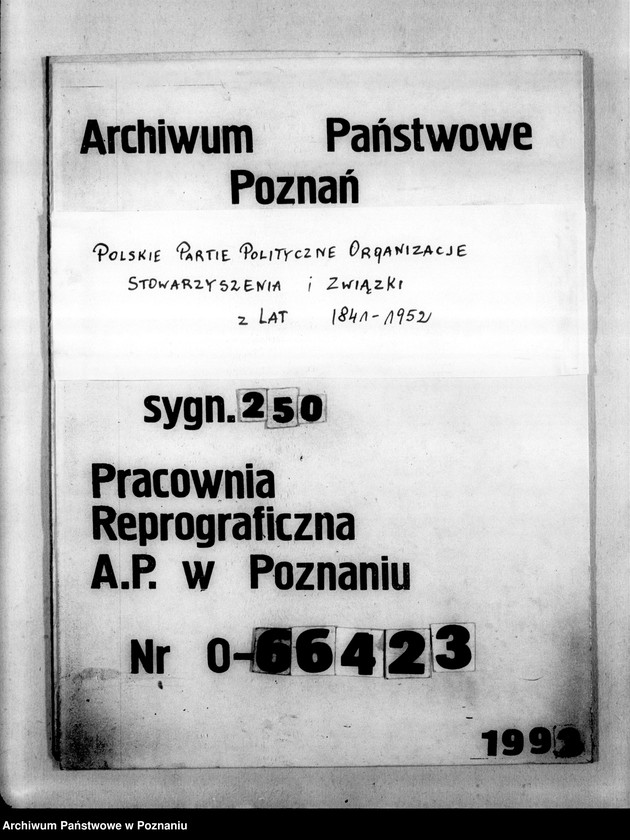 Archiwum Państwowe
Poznań
Polskie Partie Polityczne Organizacje
Stowarzyszenia i Związki
z lat 1841-1952
sygn. 250
Pracownia
Reprograficzna
A.P. w Poznaniu
Nr O-66423
Archiwum Państwowe w Poznaniu